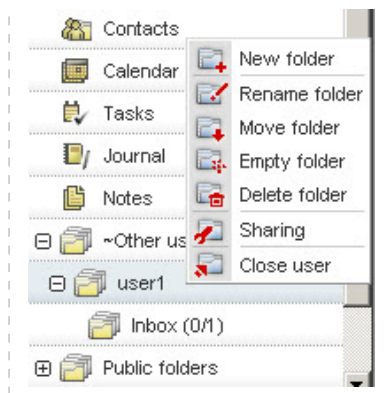 Contacts
Calendar
Tasks
Journal
Notes
~Other us
user1
Inbox (0/1)
Public folders
New folder
Rename folder
Move folder
Empty folder
Delete folder
Sharing
Close user